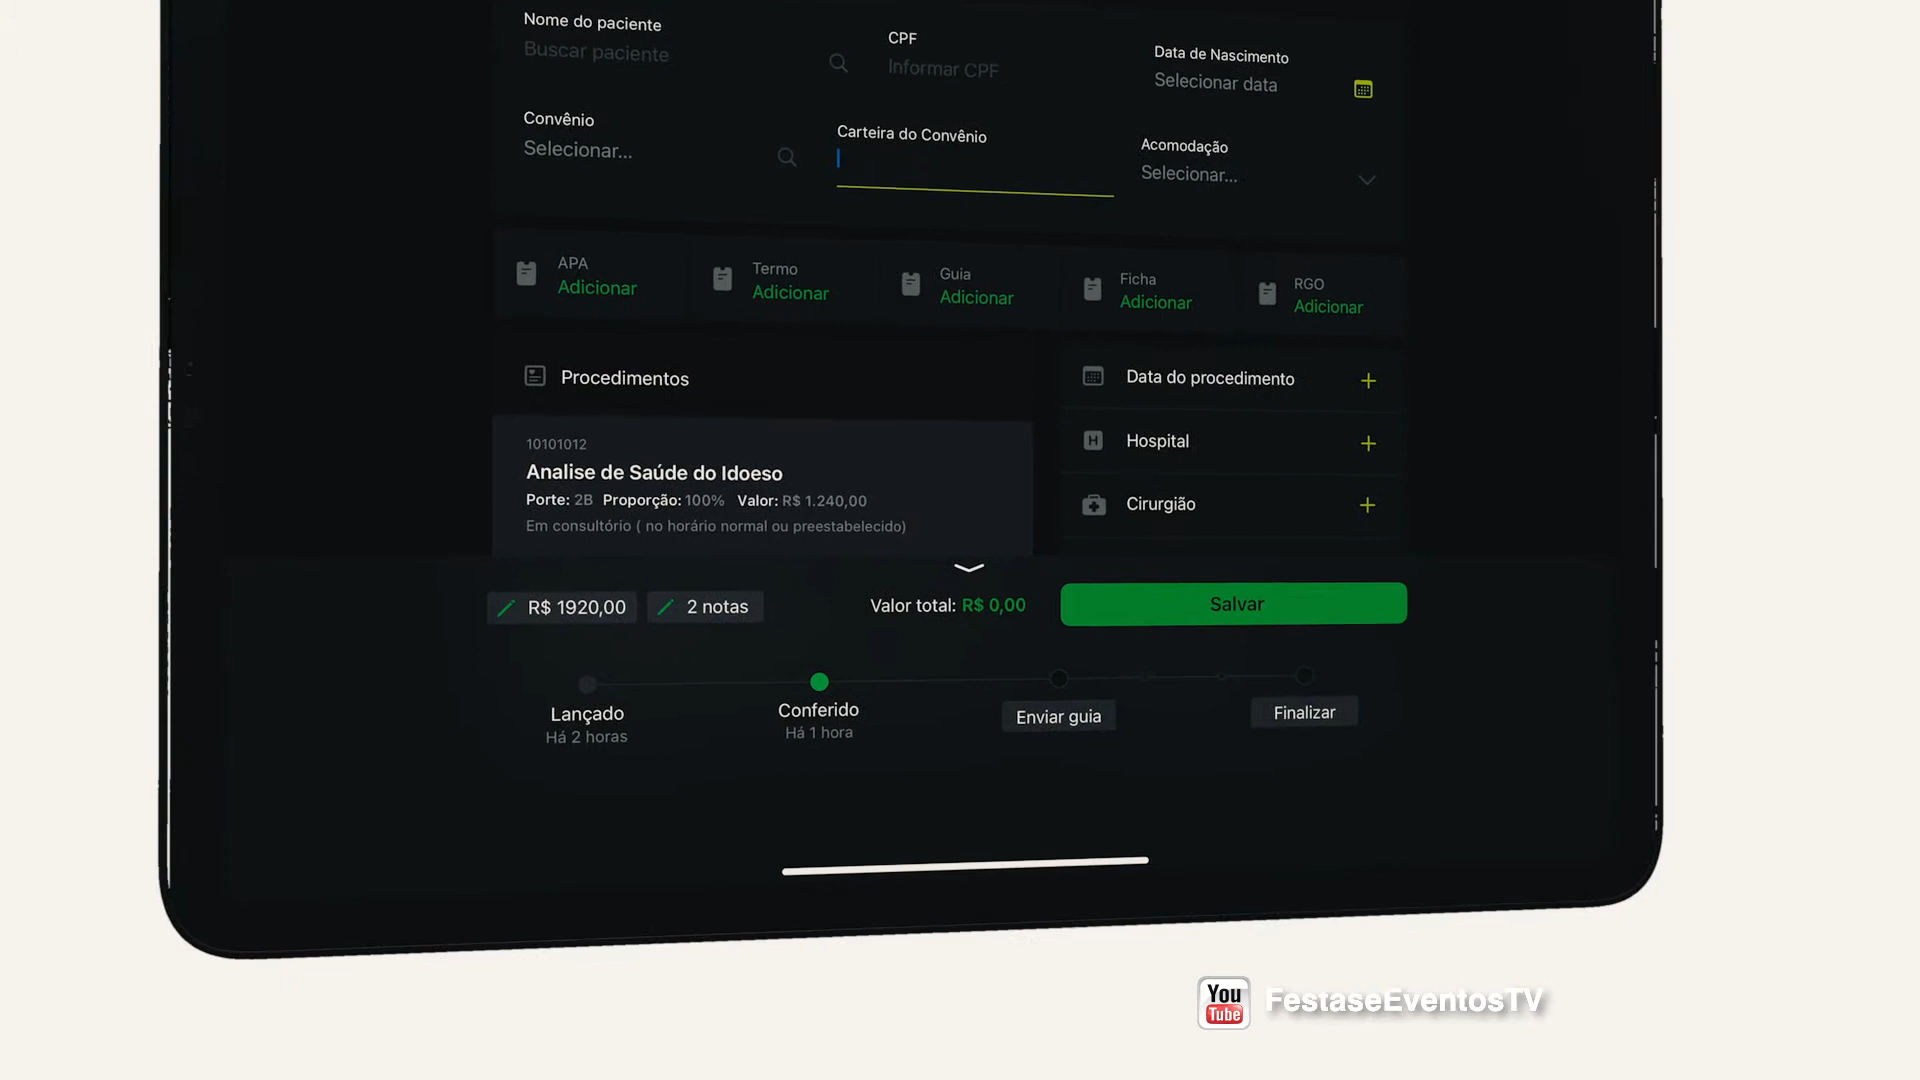 Nome do paciente
Buscar paciente
CPF
Informar CPF
Data de Nascimento
Selecionar data
Convênio
Selecionar...
Carteira do Convênio
Acomodação
Selecionar...
APA
Adicionar
Termo
Adicionar
Guia
Adicionar
Ficha
Adicionar
RGO
Adicionar
Procedimentos
10101012
Analise de Saúde do Idoeso
Porte: 2B Proporção: 100% Valor: R$ 1.240,00
Em consultório ( no horário normal ou preestabelecido)
Data do procedimento
H Hospital
Cirurgião
R$ 1920,00
2 notas
Valor total: R$ 0,00
Salvar
Lançado
Há 2 horas
Conferido
Há 1 hora
Enviar guia
Finalizar
You
Tube
FestaseEventosTV